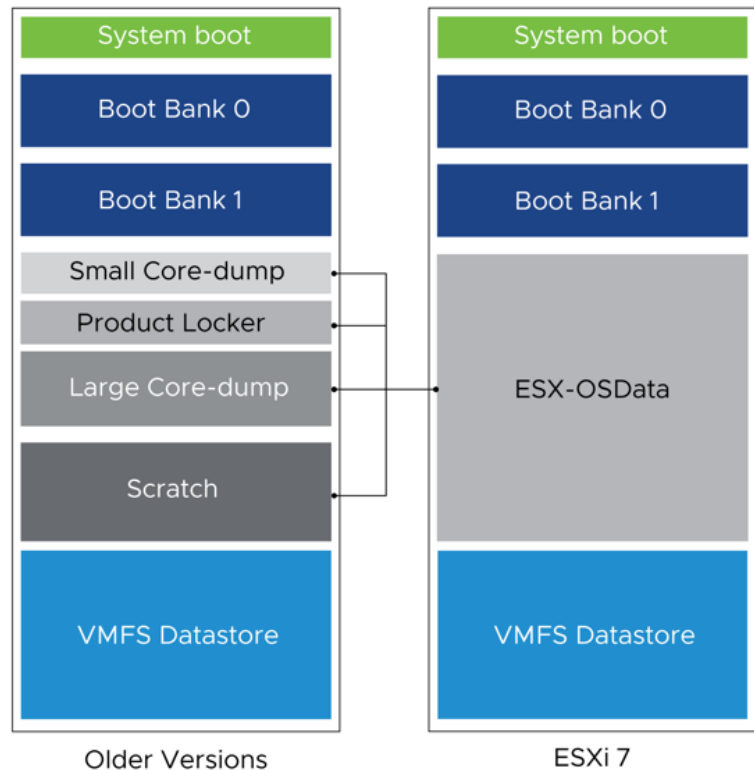 System boot
Boot Bank 0
Boot Bank 1
Small Core-dump
Product Locker
Large Core-dump
Scratch
VMFS Datastore
Older Versions
System boot
Boot Bank 0
Boot Bank 1
ESX-OSData
VMFS Datastore
ESXi 7